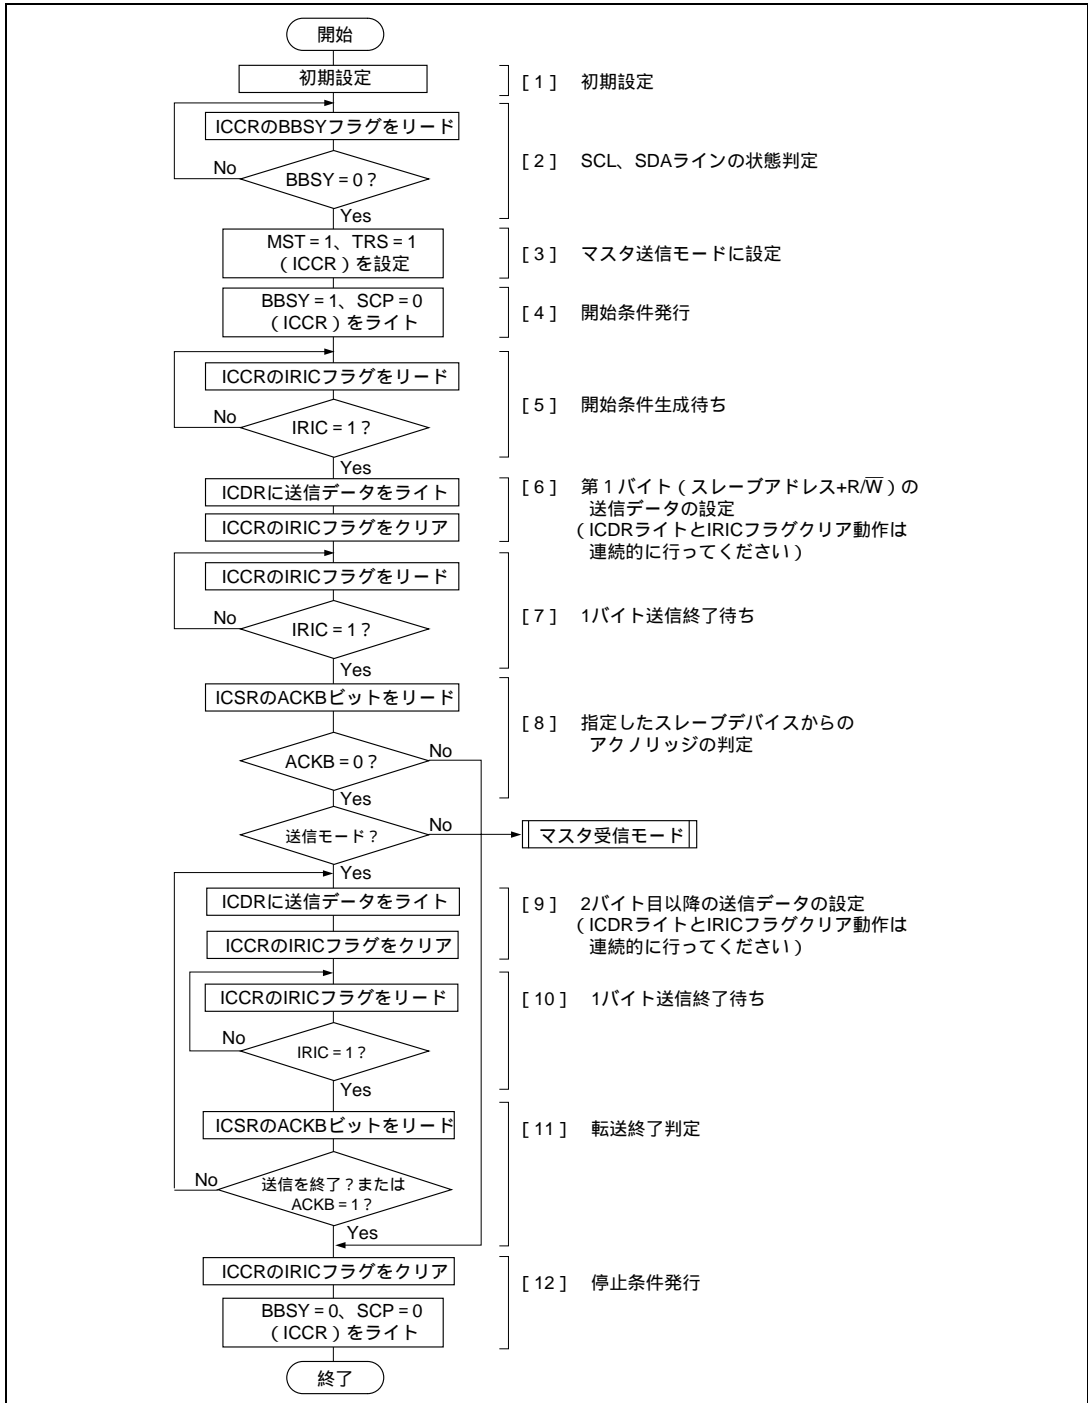 開始
初期設定
[ 1 ] 初期設定
ICCRのBBSYフラグをリード
No
BBSY = 0 ?
Yes
[ 2 ] SCL、SDAラインの状態判定
MST = 1、TRS = 1
( ICCR ) を設定
[ 3 ] マスタ送信モードに設定
BBSY = 1、SCP = 0
( ICCR ) をライト
[ 4 ] 開始条件発行
ICCRのIRICフラグをリード
No
IRIC = 1 ?
Yes
[ 5 ] 開始条件生成待ち
ICDRに送信データをライト
ICCRのIRICフラグをクリア
[ 6 ] 第1バイト ( スレーブアドレス+R/W̅ ) の
送信データの設定
( ICDRライトとIRICフラグクリア動作は
連続的に行ってください )
ICCRのIRICフラグをリード
No
IRIC = 1 ?
Yes
[ 7 ] 1バイト送信終了待ち
ICSRのACKBビットをリード
ACKB = 0 ?
No
Yes
[ 8 ] 指定したスレーブデバイスからの
アクノリッジの判定
送信モード ?
No
マスタ受信モード
Yes
ICDRに送信データをライト
ICCRのIRICフラグをクリア
[ 9 ] 2バイト目以降の送信データの設定
( ICDRライトとIRICフラグクリア動作は
連続的に行ってください )
ICCRのIRICフラグをリード
No
IRIC = 1 ?
Yes
[ 10 ] 1バイト送信終了待ち
ICSRのACKBビットをリード
No
送信を終了 ? または
ACKB = 1 ?
Yes
[ 11 ] 転送終了判定
ICCRのIRICフラグをクリア
BBSY = 0、SCP = 0
( ICCR ) をライト
[ 12 ] 停止条件発行
終了